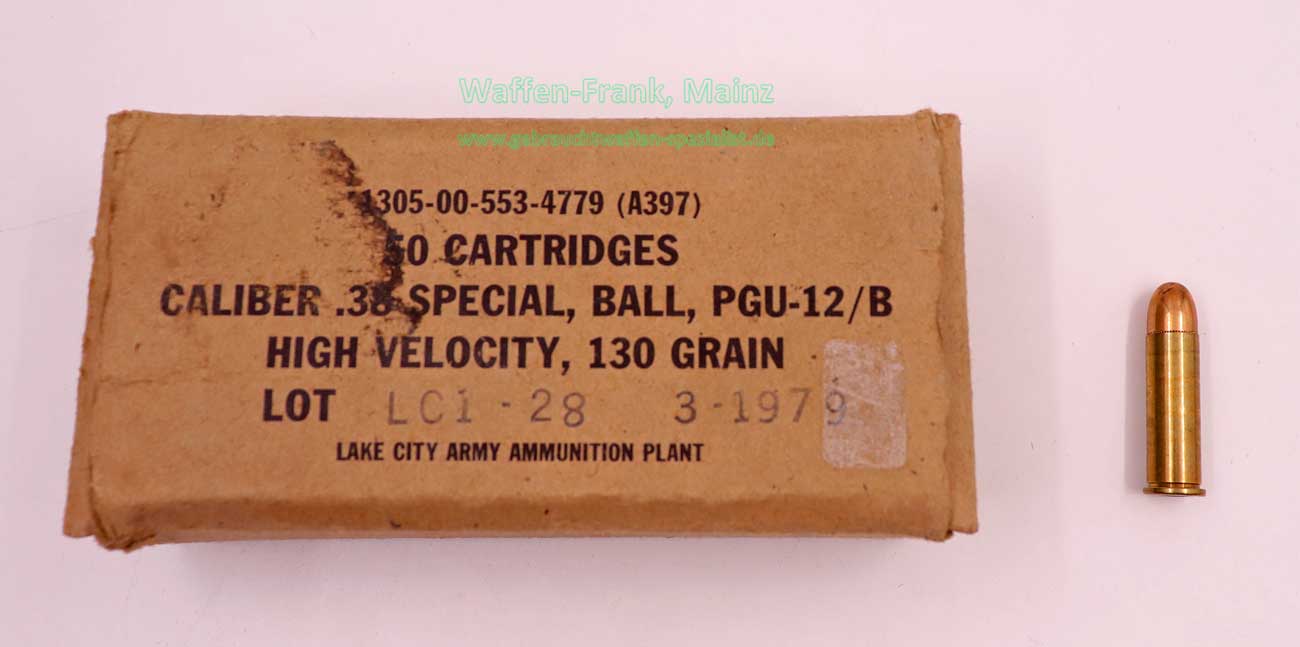 Waffen-Frank, Mainz
www.gebrauchtwaffen-spezialist.de
1305-00-553-4779 (A397)
50 CARTRIDGES
CALIBER .38 SPECIAL, BALL, PGU-12/B
HIGH VELOCITY, 130 GRAIN
LOT LC1-28 3-1979
LAKE CITY ARMY AMMUNITION PLANT